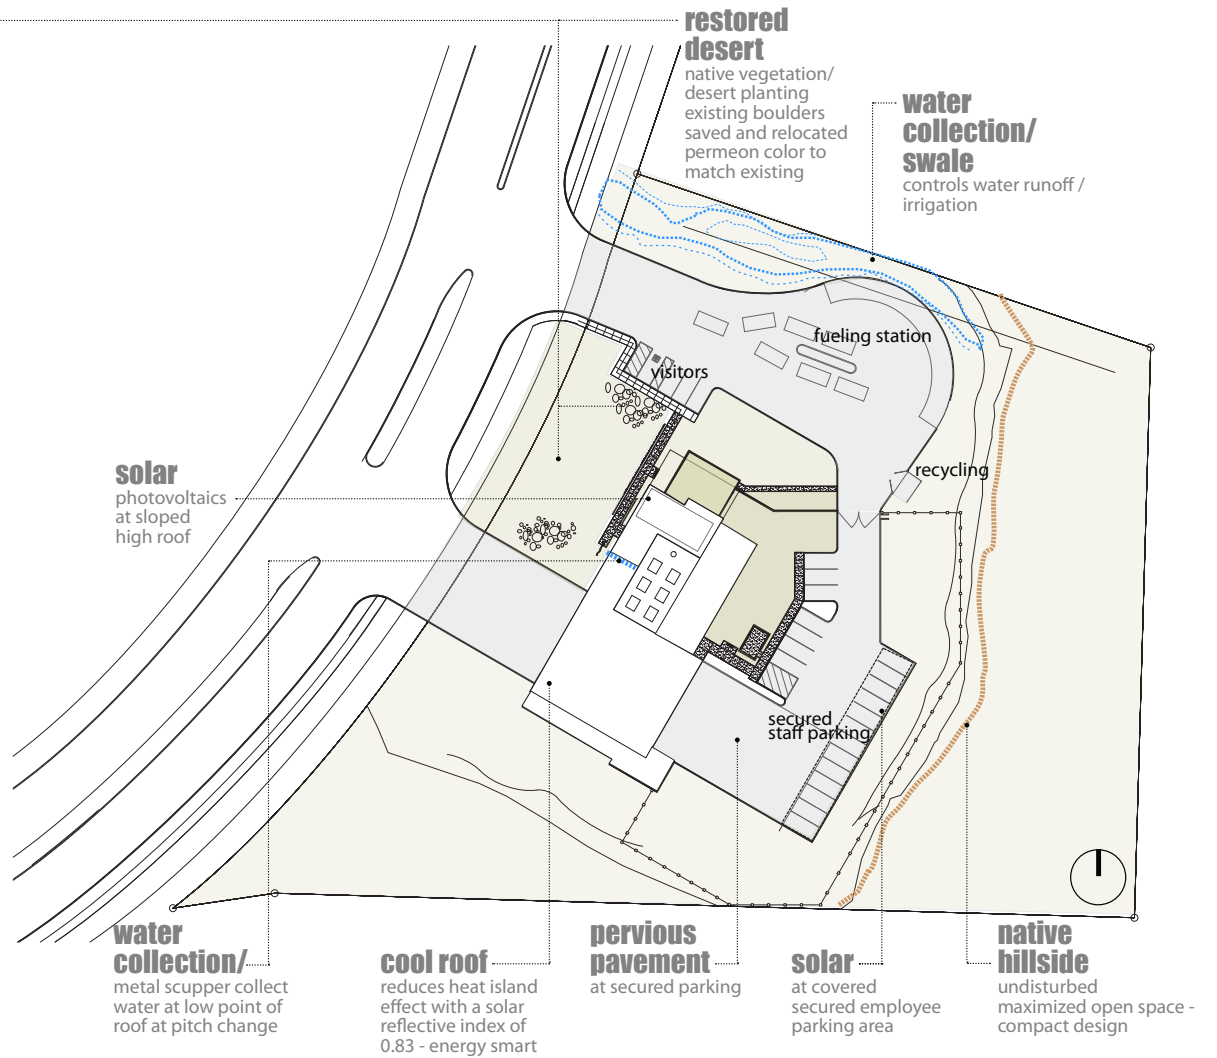 restored
desert
native vegetation/
desert planting
existing boulders
saved and relocated
permeon color to
match existing
water
collection/
swale
controls water runoff /
irrigation
fueling station
visitors
recycling
solar
photovoltaics
at sloped
high roof
secured
staff parking
water
collection/
metal scupper collect
water at low point of
roof at pitch change
cool roof
reduces heat island
effect with a solar
reflective index of
0.83 - energy smart
pervious
pavement
at secured parking
solar
at covered
secured employee
parking area
native
hillside
undisturbed
maximized open space -
compact design